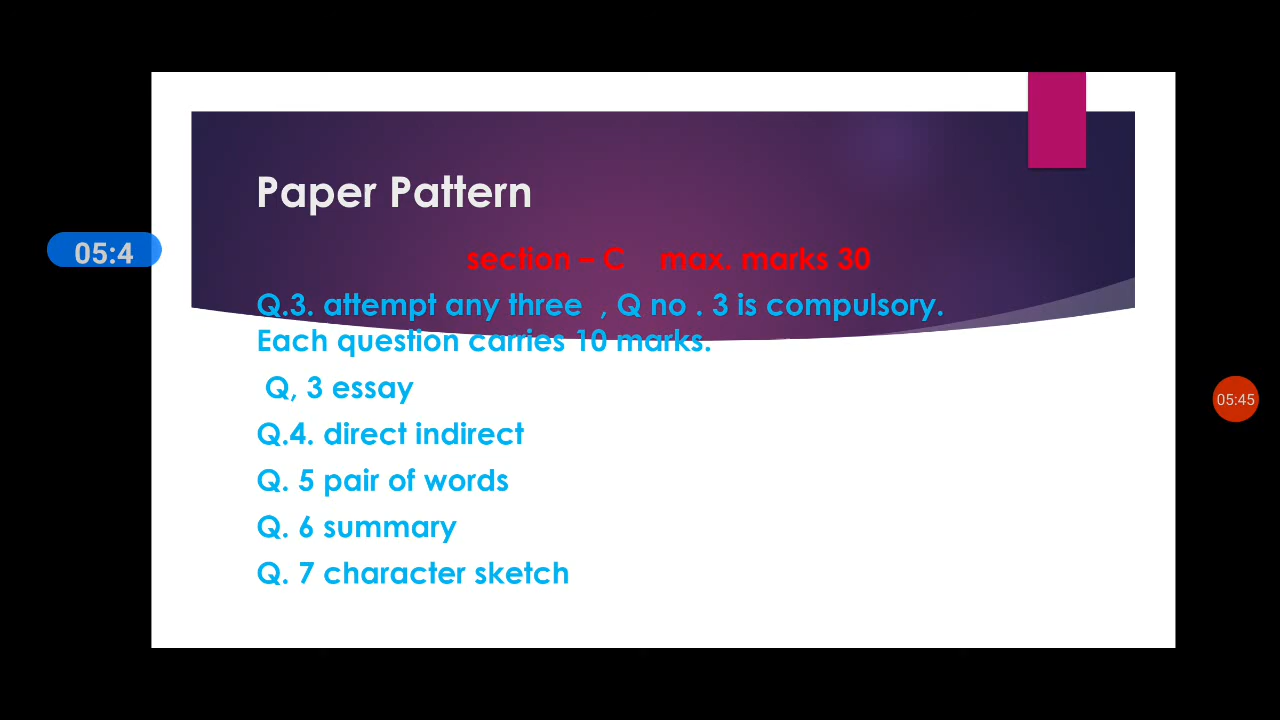 Paper Pattern
section – C max. marks 30
05:4
Q.3. attempt any three , Q no . 3 is compulsory.
Each question carries 10 marks.
Q, 3 essay
05:45
Q.4. direct indirect
Q. 5 pair of words
Q. 6 summary
Q. 7 character sketch